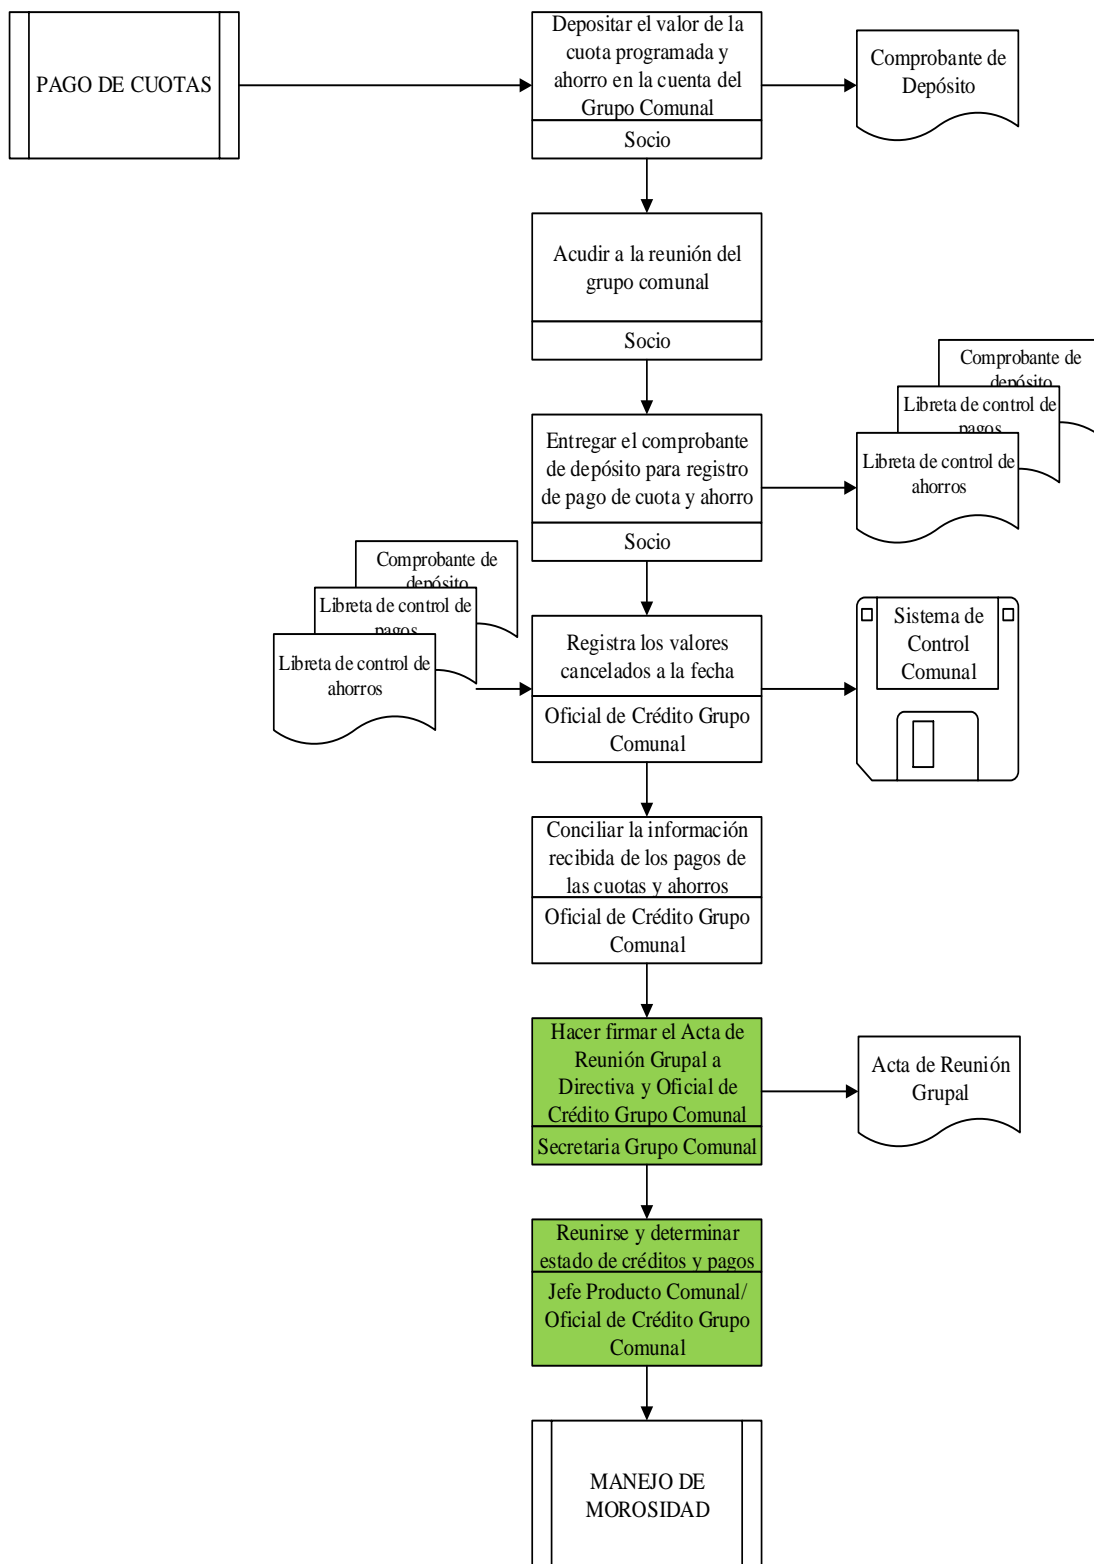 PAGO DE CUOTAS
Depositar el valor de la
cuota programada y
ahorro en la cuenta del
Grupo Comunal
Socio
Comprobante de
Depósito
Acudir a la reunión del
grupo comunal
Socio
Entregar el comprobante
de depósito para registro
de pago de cuota y ahorro
Socio
Comprobante de
depósito
Libreta de control de
pagos
Libreta de control de
ahorros
Comprobante de
depósito
Libreta de control de
pagos
Libreta de control de
ahorros
Registra los valores
cancelados a la fecha
Oficial de Crédito Grupo
Comunal
Sistema de
Control
Comunal
Conciliar la información
recibida de los pagos de
las cuotas y ahorros
Oficial de Crédito Grupo
Comunal
Hacer firmar el Acta de
Reunión Grupal a
Directiva y Oficial de
Crédito Grupo Comunal
Secretaria Grupo Comunal
Acta de Reunión
Grupal
Reunirse y determinar
estado de créditos y pagos
Jefe Producto Comunal/
Oficial de Crédito Grupo
Comunal
MANEJO DE
MOROSIDAD